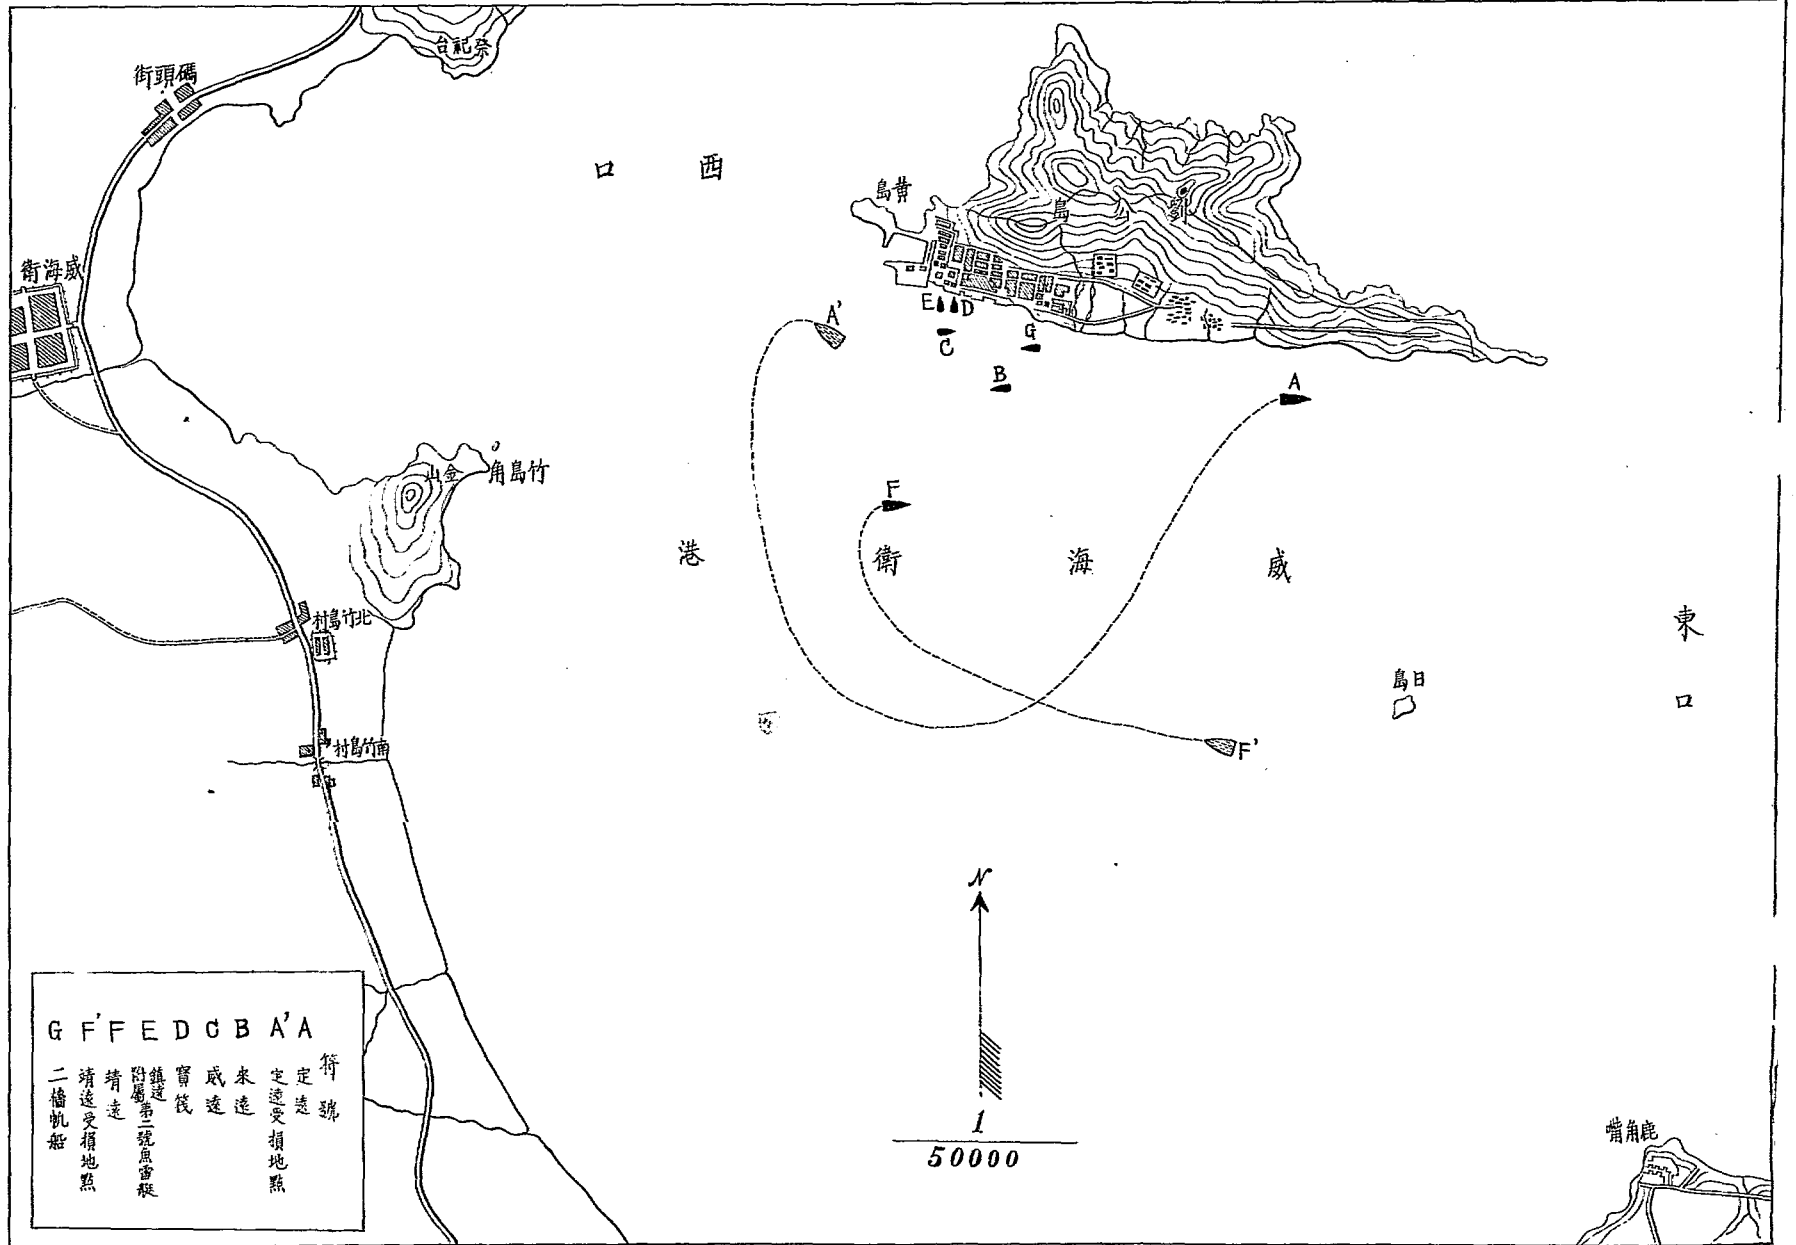 祭祀台
碼頭街
西口
黄島
劉公島
威海衛
E
D
C
G
B
A'
A
F
F'
金山
竹島角
威海衛港
東口
日島
北竹島村
南竹島村
鹿角嘴
N
1
50000
符號
A 定遠
A' 定遠受損地點
B 來遠
C 威遠
D 寶筏
E 鎮遠附屬第二號魚雷艇
F 靖遠
F' 靖遠受損地點
G 二檣帆船